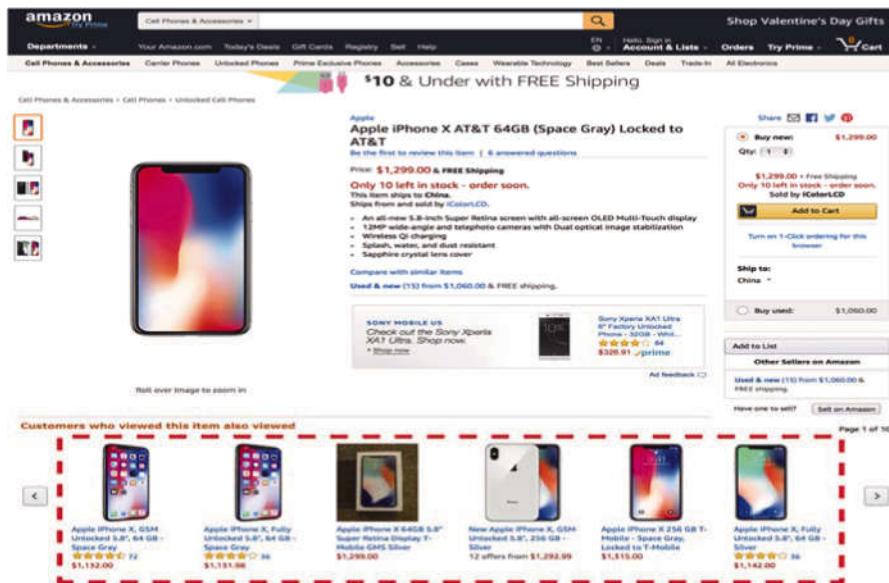 amazon
Try Prime
Cell Phones & Accessories
Shop Valentine's Day Gifts
Departments
Your Amazon.com Today's Deals Gift Cards Registry Sell Help
EN
Hello. Sign in
Account & Lists
Orders
Try Prime
0
Cart
Cell Phones & Accessories Carrier Phones Unlocked Phones Prime Exclusive Phones Accessories Cases Wearable Technology Best Sellers Deals Trade-In All Electronics
$10 & Under with FREE Shipping
Cell Phones & Accessories › Cell Phones › Unlocked Cell Phones
Share
Apple
Apple iPhone X AT&T 64GB (Space Gray) Locked to
AT&T
Be the first to review this item | 6 answered questions
Price: $1,299.00 & FREE Shipping
Only 10 left in stock - order soon.
This item ships to China.
Ships from and sold by iColorLCD.
An all-new 5.8-inch Super Retina screen with all-screen OLED Multi-Touch display
12MP wide-angle and telephoto cameras with Dual optical image stabilization
Wireless Qi charging
Splash, water, and dust resistant
Sapphire crystal lens cover
Compare with similar items
Used & new (15) from $1,060.00 & FREE shipping.
Buy new: $1,299.00
Qty: 1
$1,299.00 + Free Shipping
Only 10 left in stock - order soon.
Sold by iColorLCD
Add to Cart
Turn on 1-Click ordering for this
browser
Ship to:
China
Buy used: $1,060.00
Add to List
Other Sellers on Amazon
Used & new (15) from $1,060.00 &
FREE shipping.
Have one to sell? Sell on Amazon
SONY MOBILE US
Check out the Sony Xperia
XA1 Ultra. Shop now.
Shop now
Sony Xperia XA1 Ultra
6" Factory Unlocked
Phone - 32GB - Whit...
64
$328.91 prime
Ad feedback
Roll over image to zoom in
Customers who viewed this item also viewed
Page 1 of 16
Apple iPhone X, GSM
Unlocked 5.8", 64 GB -
Space Gray
72
$1,132.00
Apple iPhone X, Fully
Unlocked 5.8", 64 GB -
Space Gray
36
$1,131.98
Apple iPhone X 64GB 5.8"
Super Retina Display T-
Mobile GMS Silver
$1,299.00
New Apple iPhone X, GSM
Unlocked 5.8", 256 GB -
Silver
12 offers from $1,292.99
Apple iPhone X 256 GB T-
Mobile - Space Gray,
Locked to T-Mobile
$1,315.00
Apple iPhone X, Fully
Unlocked 5.8", 64 GB -
Silver
36
$1,142.00